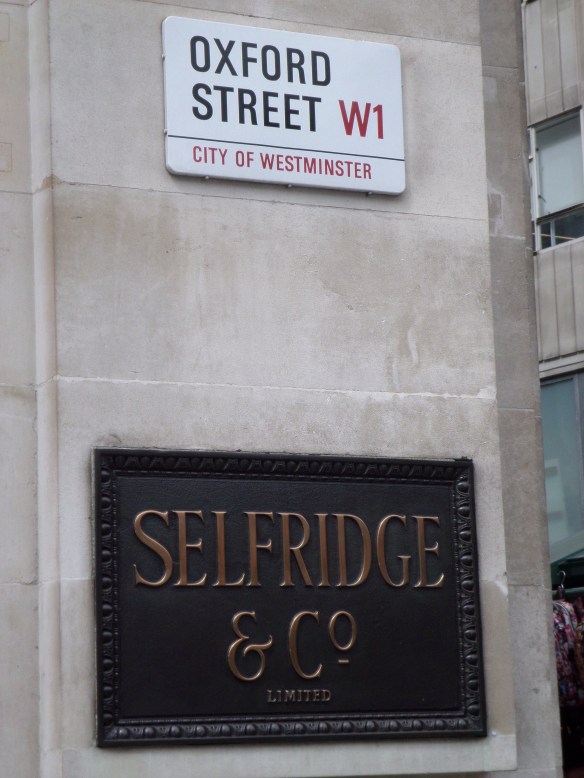 OXFORD
STREET W1
CITY OF WESTMINSTER
SELFRIDGE
& Cº
LIMITED